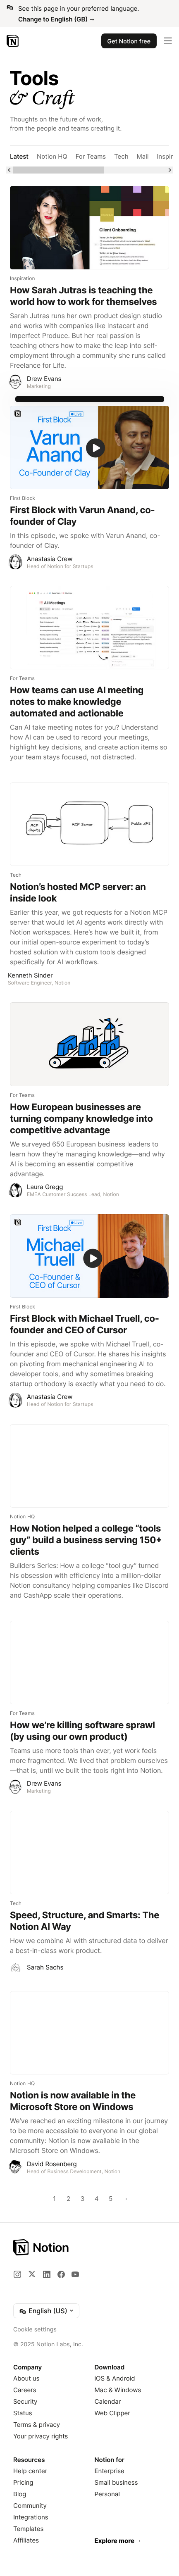 See this page in your preferred language.
Change to English (GB) →
Get Notion free
Tools
& Craft
Thoughts on the future of work,
from the people and teams creating it.
Latest Notion HQ For Teams Tech Mail Inspir
Client Onboarding
Inspiration
How Sarah Jutras is teaching the
world how to work for themselves
Sarah Jutras runs her own product design studio
and works with companies like Instacart and
Imperfect Produce. But her real passion is
teaching others how to make the leap into self-
employment through the community she runs called
Freelance for Life.
Drew Evans
Marketing
First Block
Live
Varun
Anand
Co-Founder of Clay
First Block
First Block with Varun Anand, co-
founder of Clay
In this episode, we spoke with Varun Anand, co-
founder of Clay.
Anastasia Crew
Head of Notion for Startups
All Meetings
For Teams
How teams can use AI meeting
notes to make knowledge
automated and actionable
Can AI take meeting notes for you? Understand
how AI can be used to record your meetings,
highlight key decisions, and create action items so
your team stays focused, not distracted.
MCP
clients
MCP Server
Public API
Tech
Notion’s hosted MCP server: an
inside look
Earlier this year, we got requests for a Notion MCP
server that would let AI agents work directly with
Notion workspaces. Here’s how we built it, from
our initial open-source experiment to today’s
hosted solution with custom tools designed
specifically for AI workflows.
Kenneth Sinder
Software Engineer, Notion
For Teams
How European businesses are
turning company knowledge into
competitive advantage
We surveyed 650 European business leaders to
learn how they’re managing knowledge—and why
AI is becoming an essential competitive
advantage.
Laura Gregg
EMEA Customer Success Lead, Notion
First Block
Live
Michael
Truell
Co-Founder
& CEO of Cursor
First Block
First Block with Michael Truell, co-
founder and CEO of Cursor
In this episode, we spoke with Michael Truell, co-
founder and CEO of Cursor. He shares his insights
on pivoting from mechanical engineering AI to
developer tools, and why sometimes breaking
startup orthodoxy is exactly what you need to do.
Anastasia Crew
Head of Notion for Startups
Notion HQ
How Notion helped a college “tools
guy” build a business serving 150+
clients
Builders Series: How a college “tool guy” turned
his obsession with efficiency into a million-dollar
Notion consultancy helping companies like Discord
and CashApp scale their operations.
For Teams
How we’re killing software sprawl
(by using our own product)
Teams use more tools than ever, yet work feels
more fragmented. We lived that problem ourselves
—that is, until we built the tools right into Notion.
Drew Evans
Marketing
Tech
Speed, Structure, and Smarts: The
Notion AI Way
How we combine AI with structured data to deliver
a best-in-class work product.
Sarah Sachs
Notion HQ
Notion is now available in the
Microsoft Store on Windows
We’ve reached an exciting milestone in our journey
to be more accessible to everyone in our global
community: Notion is now available in the
Microsoft Store on Windows.
David Rosenberg
Head of Business Development, Notion
1 2 3 4 5 →
Notion
English (US)
Cookie settings
© 2025 Notion Labs, Inc.
Company
About us
Careers
Security
Status
Terms & privacy
Your privacy rights
Download
iOS & Android
Mac & Windows
Calendar
Web Clipper
Resources
Help center
Pricing
Blog
Community
Integrations
Templates
Affiliates
Notion for
Enterprise
Small business
Personal
Explore more →